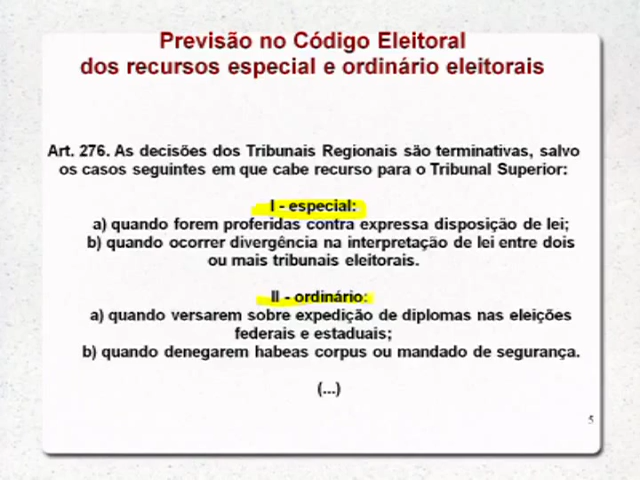 Previsão no Código Eleitoral
dos recursos especial e ordinário eleitorais
Art. 276. As decisões dos Tribunais Regionais são terminativas, salvo
os casos seguintes em que cabe recurso para o Tribunal Superior:
I - especial:
a) quando forem proferidas contra expressa disposição de lei;
b) quando ocorrer divergência na interpretação de lei entre dois
ou mais tribunais eleitorais.
II - ordinário:
a) quando versarem sobre expedição de diplomas nas eleições
federais e estaduais;
b) quando denegarem habeas corpus ou mandado de segurança.
(...)
5